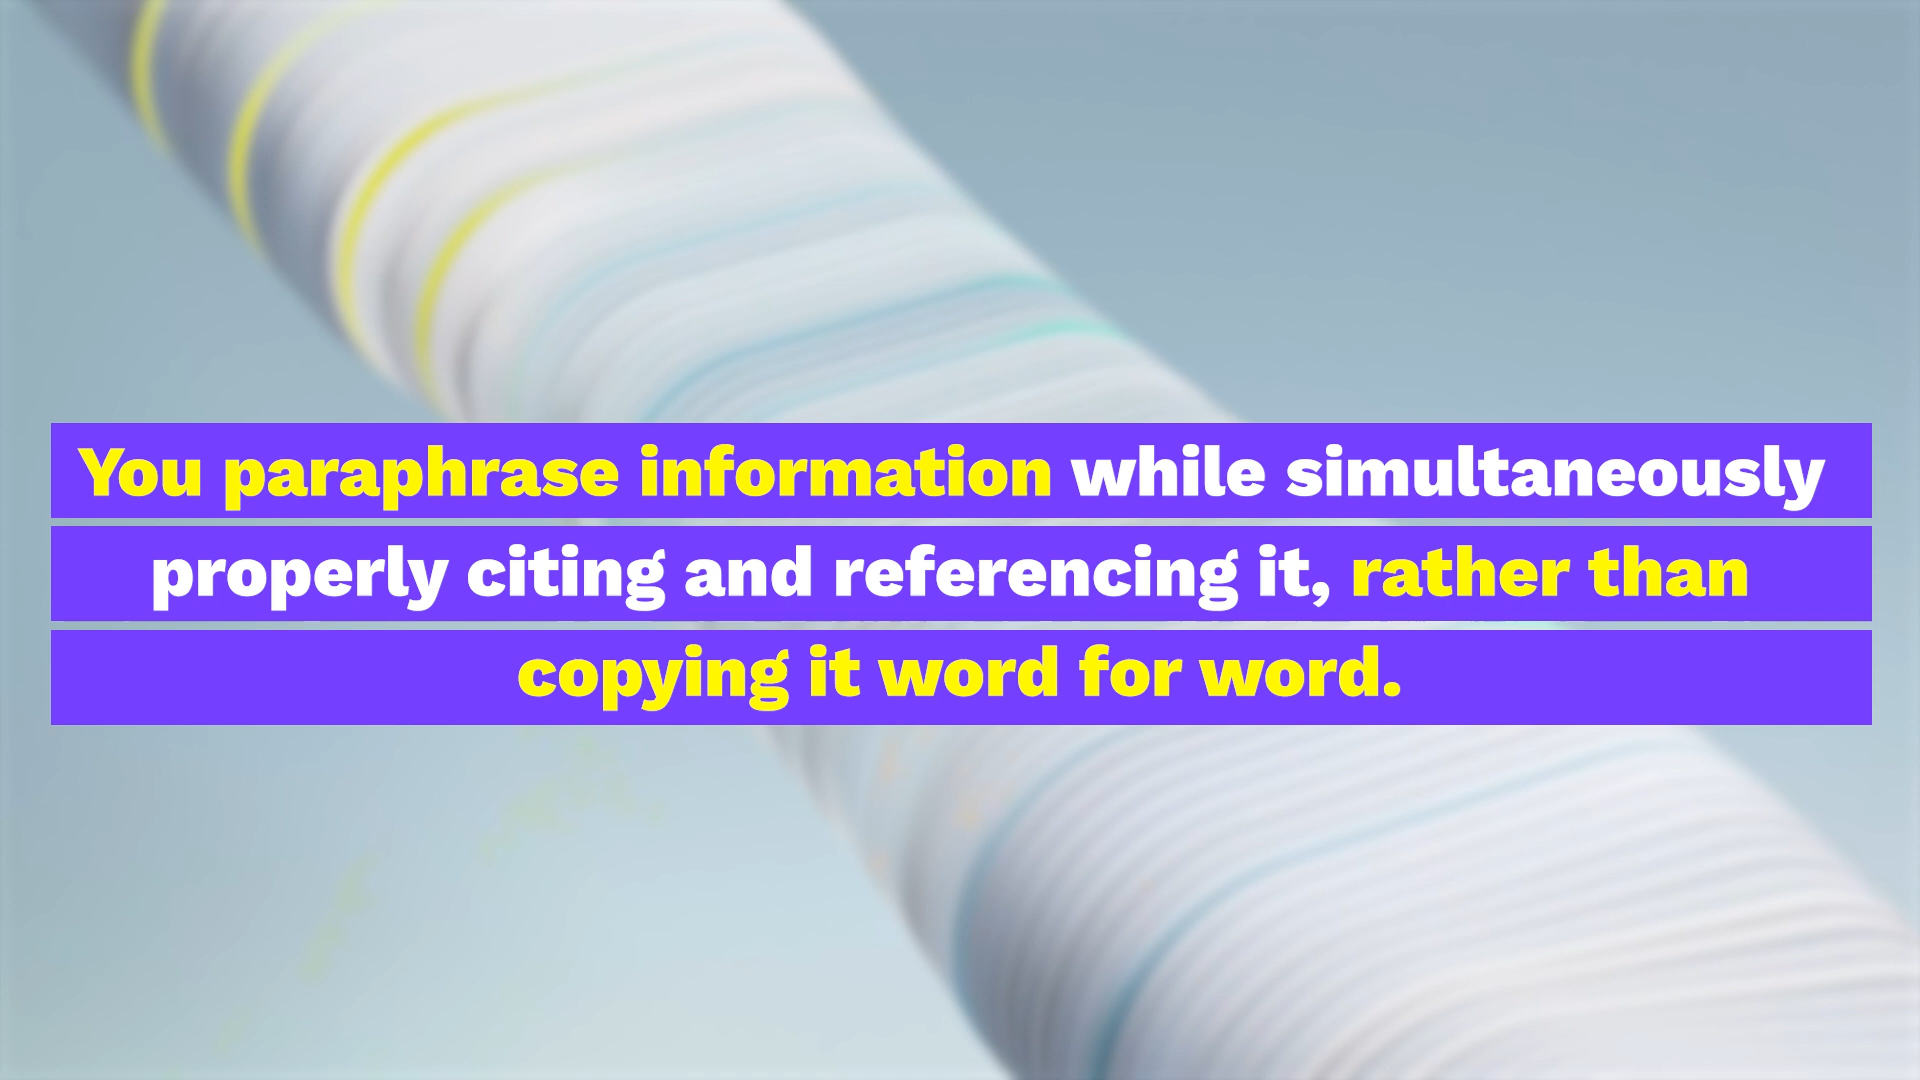 You paraphrase information while simultaneously
properly citing and referencing it, rather than
copying it word for word.